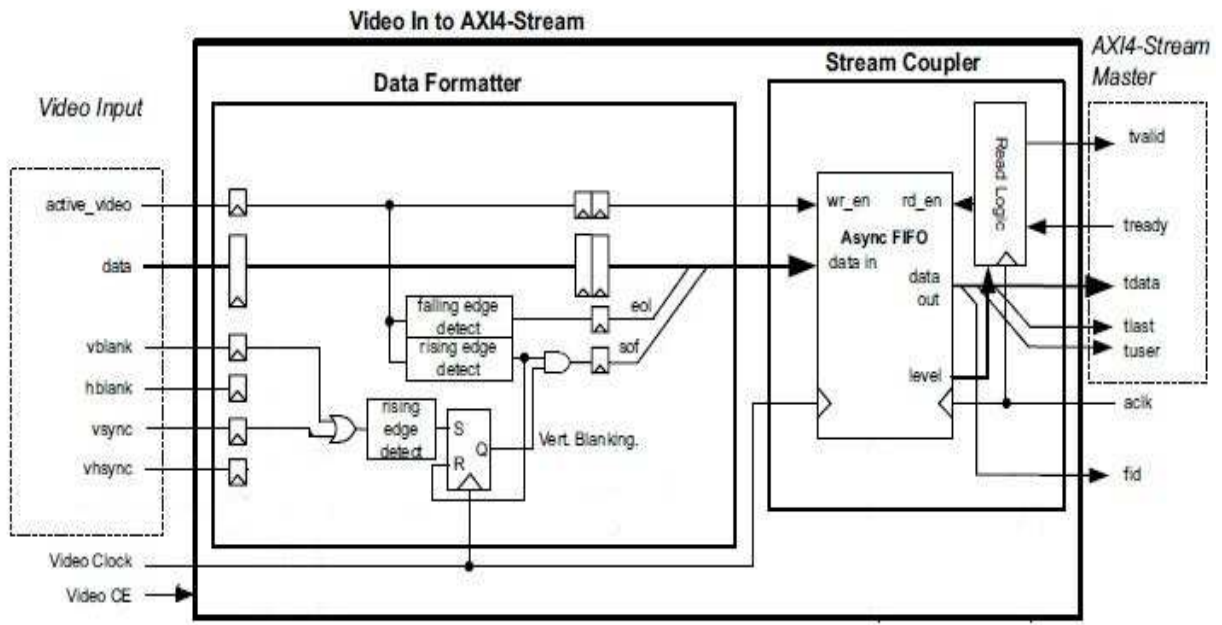 Video In to AXI4-Stream
Video Input
Data Formatter
Stream Coupler
AXI4-Stream
Master
active_video
data
vblank
hblank
vsync
vhsync
Video Clock
Video CE
falling edge
detect
rising edge
detect
eol
sof
rising
edge
detect
S
R
Q
Vert. Blanking.
wr_en
rd_en
Async FIFO
data in
data
out
level
Read Logic
tvalid
tready
tdata
tlast
tuser
aclk
fid